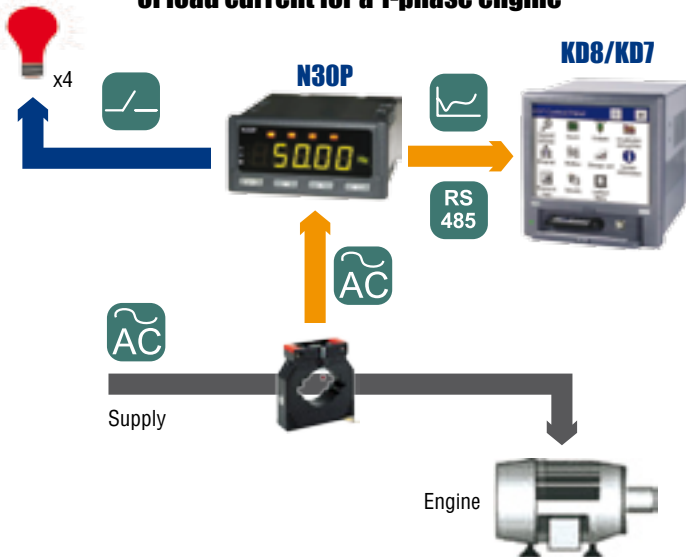 of load current for a 1-phase engine
x4
N30P
KD8/KD7
50.00
RS
485
AC
AC
Supply
Engine